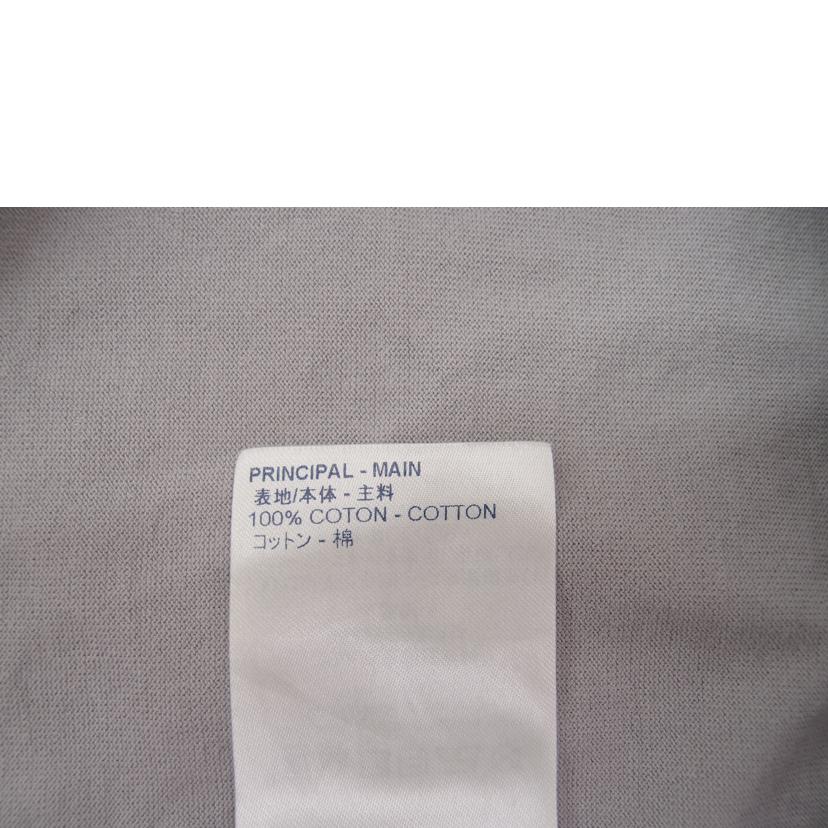 PRINCIPAL - MAIN
表地/本体 - 主料
100% COTON - COTTON
コットン - 棉